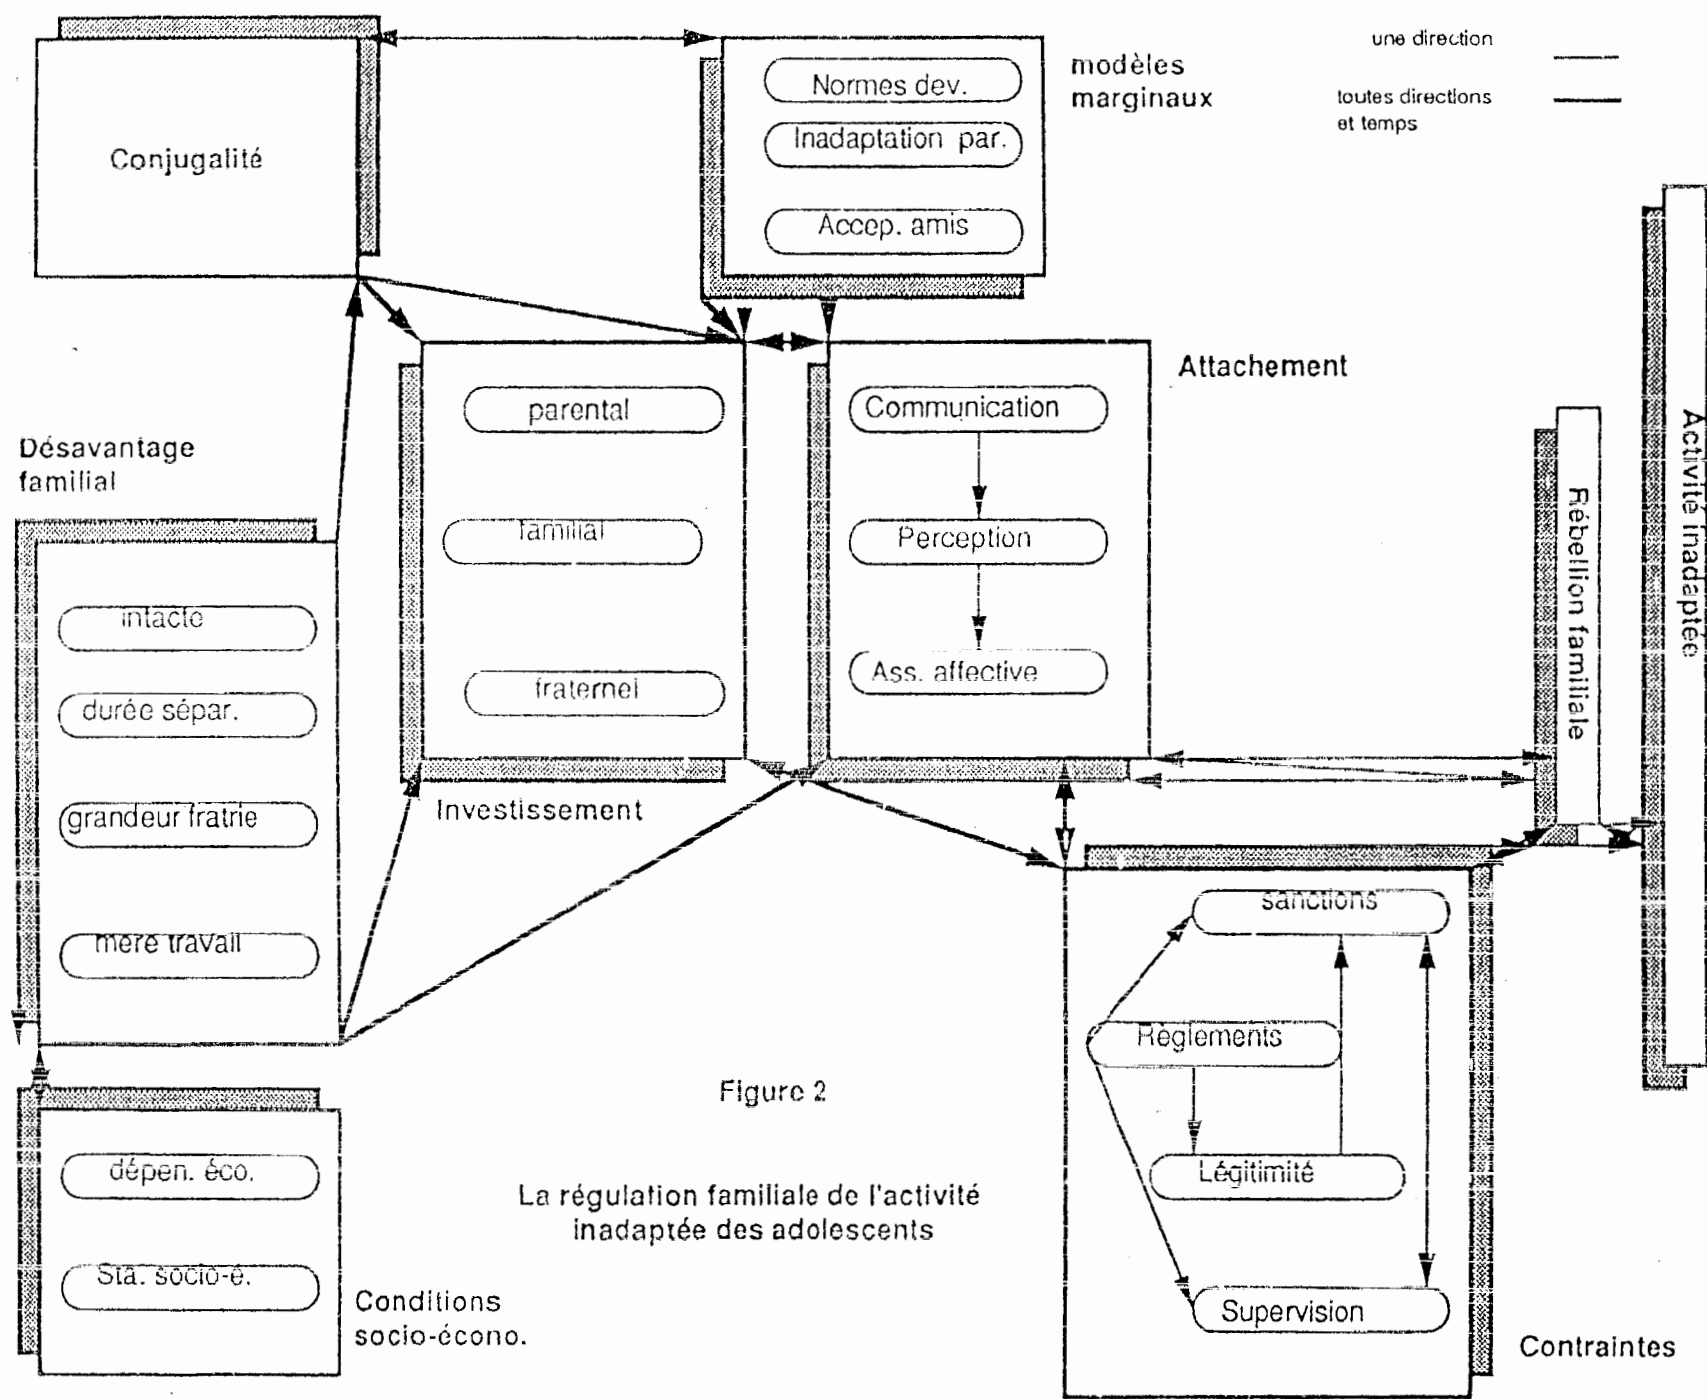 une direction
modèles
marginaux
toutes directions
et temps
Normes dev.
Inadaptation par.
Accep. amis
Conjugalité
Attachement
parental
familial
fraternel
Investissement
Communication
Perception
Ass. affective
Désavantage
familial
intacte
durée sépar.
grandeur fratrie
mère travail
Rébellion familiale
Activité inadaptée
sanctions
Règlements
Légitimité
Supervision
Contraintes
dépen. éco.
Sta. socio-é.
Conditions
socio-écono.
Figure 2
La régulation familiale de l'activité
inadaptée des adolescents